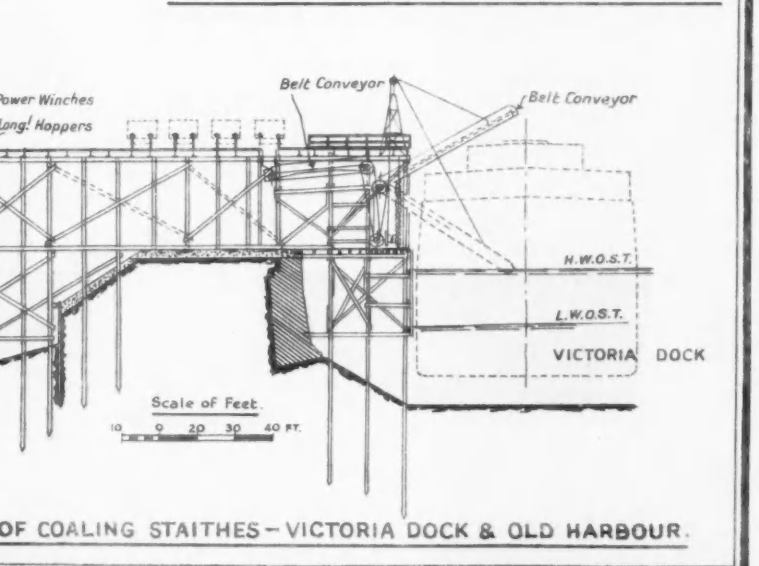 Power Winches
Long! Hoppers
Belt Conveyor
Belt Conveyor
H.W.O.S.T.
L.W.O.S.T.
VICTORIA DOCK
Scale of Feet.
10 0 20 30 40 FT.
OF COALING STAITHES – VICTORIA DOCK & OLD HARBOUR.